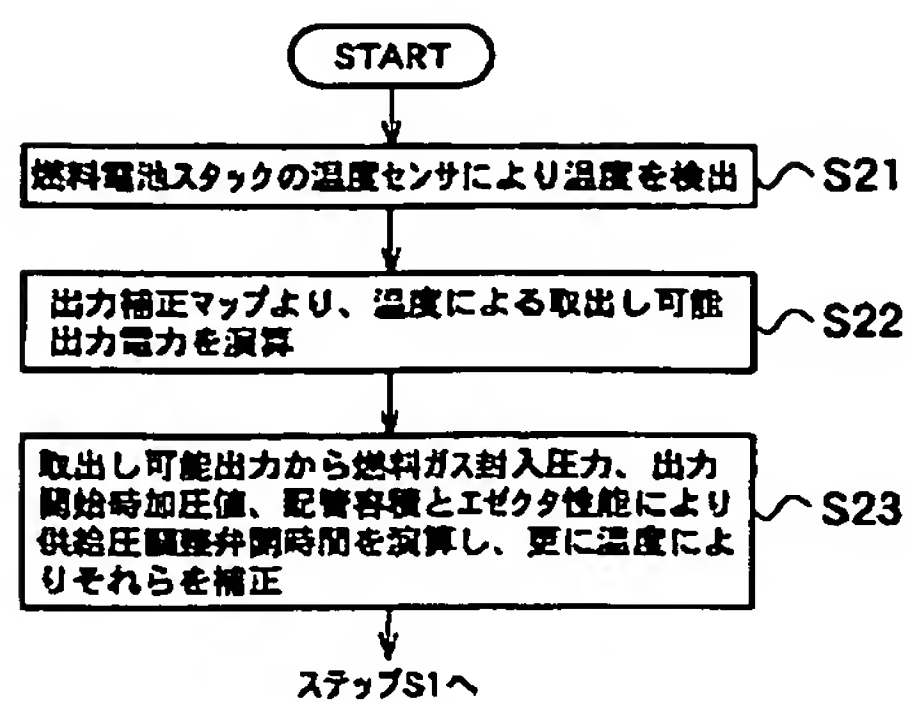 START
燃料電池スタックの温度センサにより温度を検出
S21
出力補正マップより、温度による取出し可能
出力電力を演算
S22
取出し可能出力から燃料ガス封入圧力、出力
開始時加圧値、配管容積とエゼクタ性能により
供給圧調整弁開時間を演算し、更に温度によ
りそれらを補正
S23
ステップS1へ